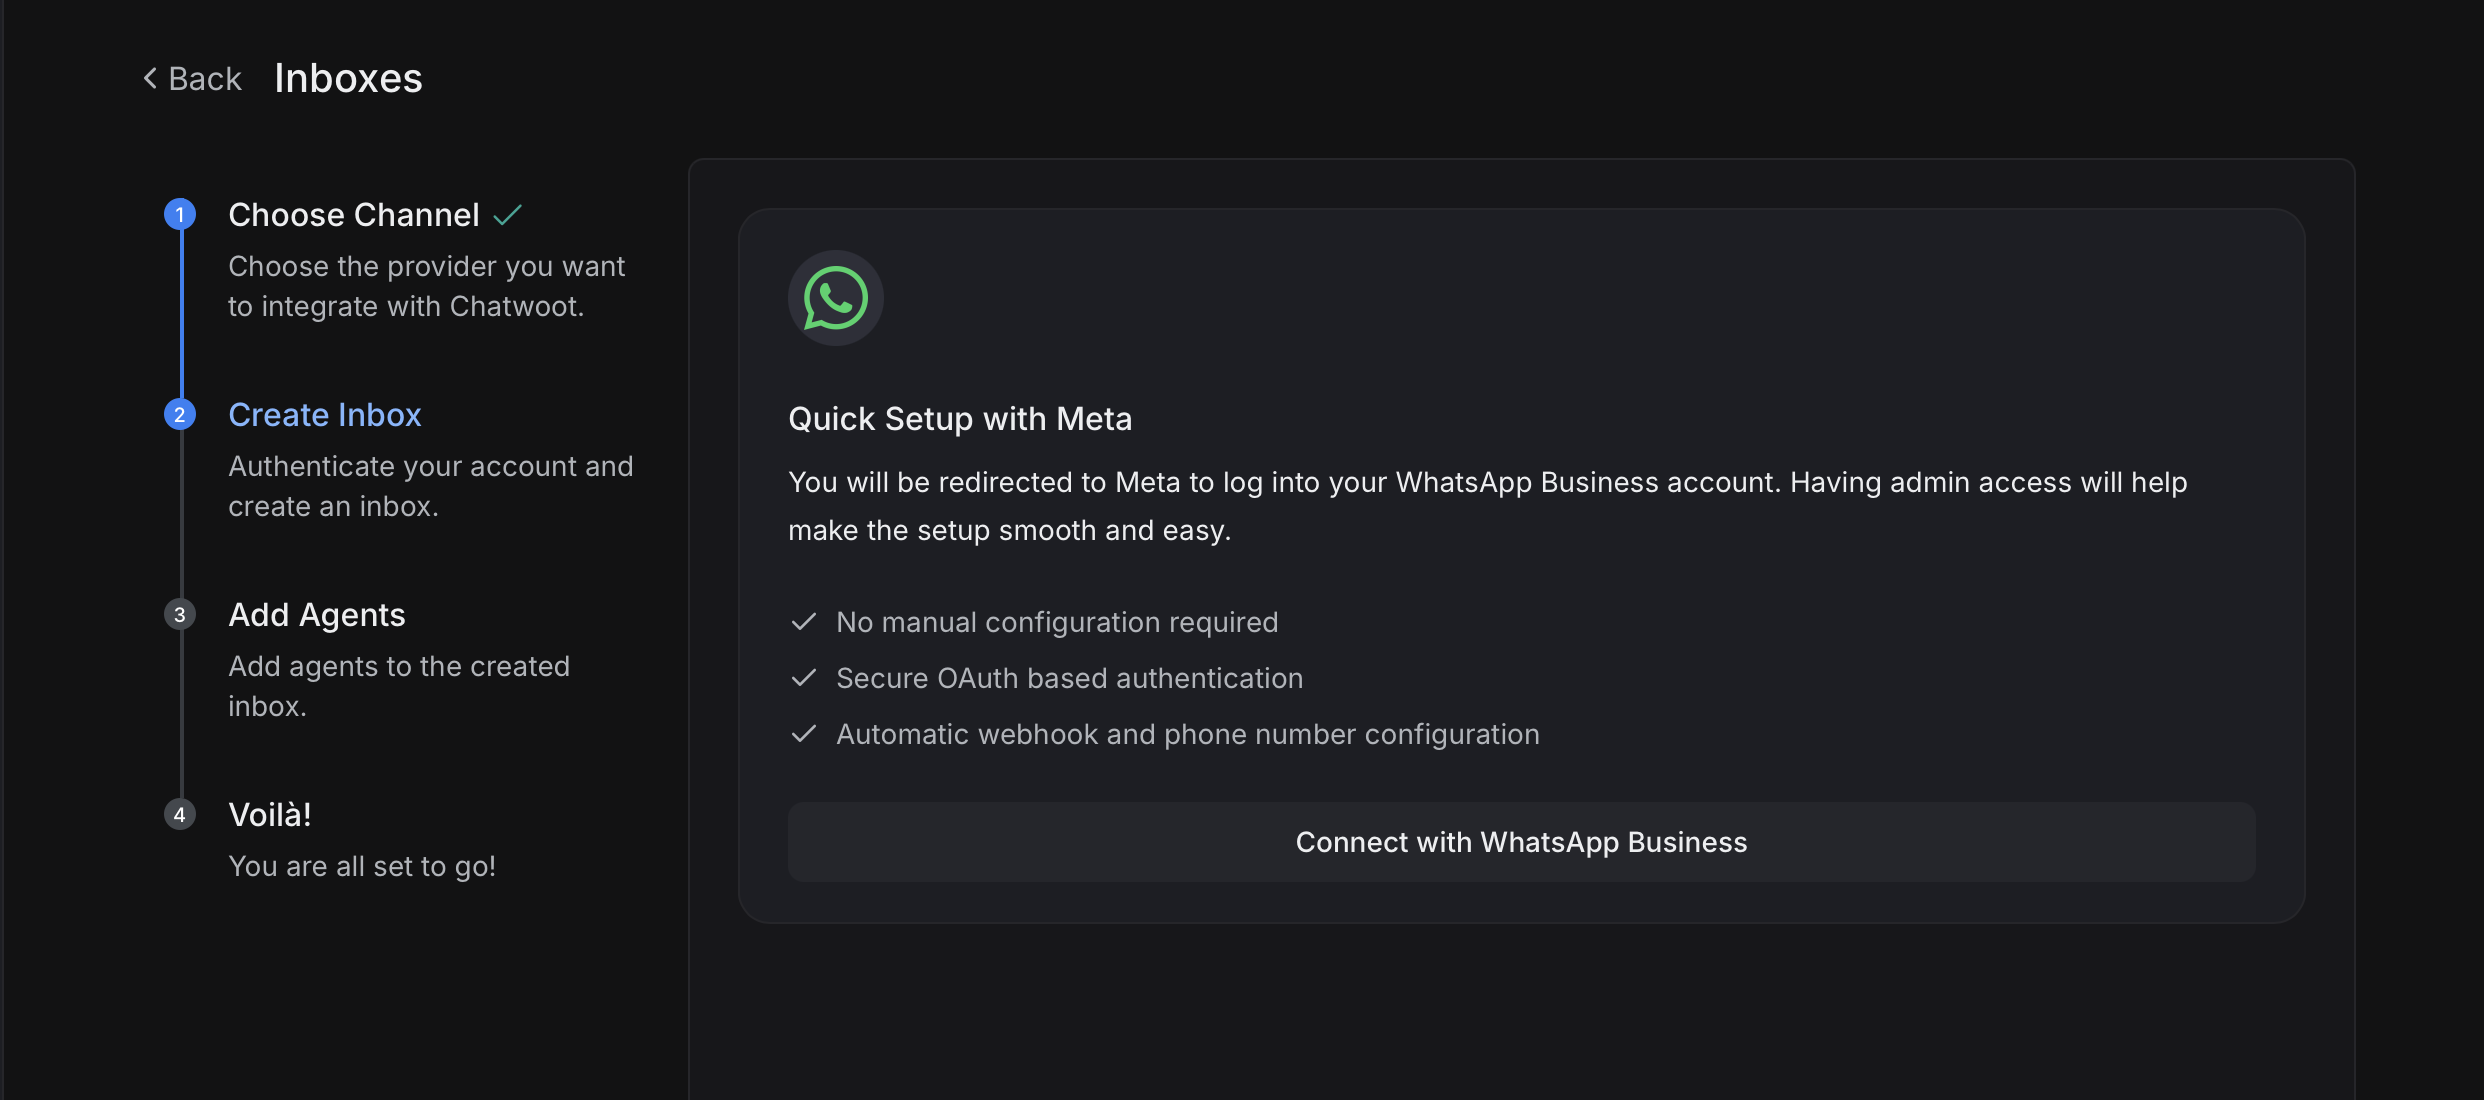 Back Inboxes
1 Choose Channel
Choose the provider you want
to integrate with Chatwoot.
2 Create Inbox
Authenticate your account and
create an inbox.
3 Add Agents
Add agents to the created
inbox.
4 Voilà!
You are all set to go!
Quick Setup with Meta
You will be redirected to Meta to log into your WhatsApp Business account. Having admin access will help
make the setup smooth and easy.
No manual configuration required
Secure OAuth based authentication
Automatic webhook and phone number configuration
Connect with WhatsApp Business